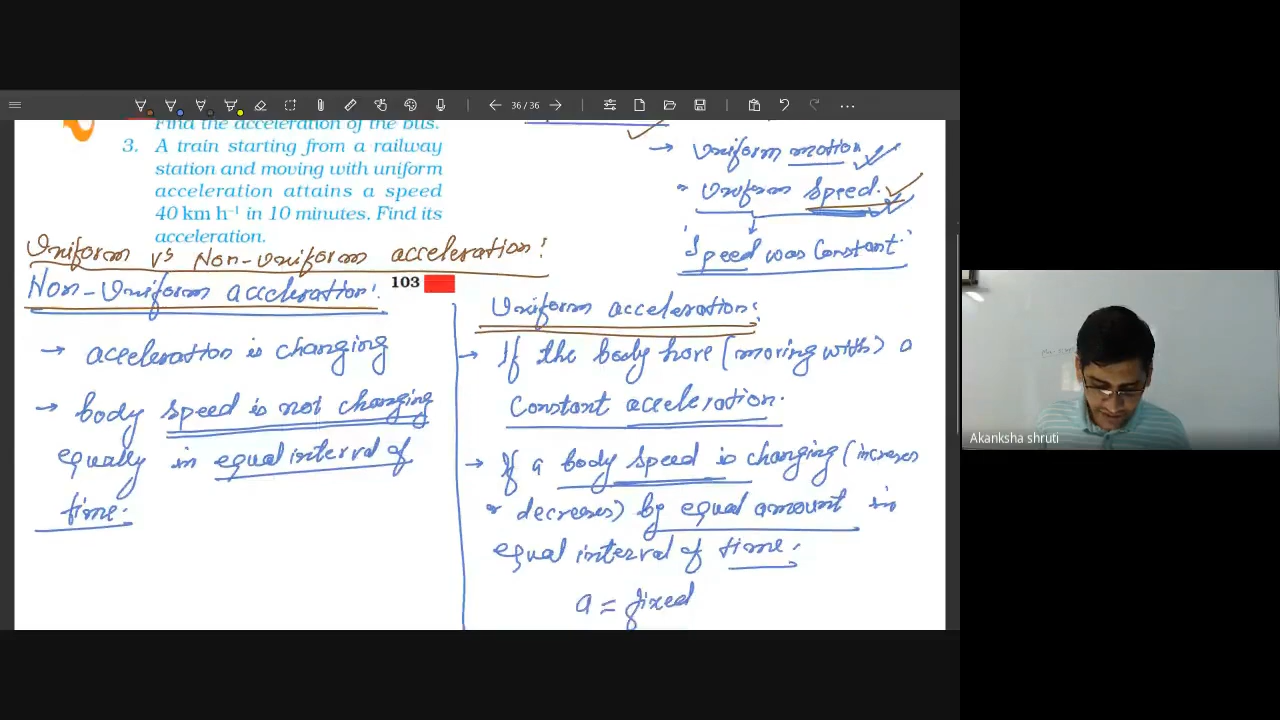 36/36
Find the acceleration of the bus.
3. A train starting from a railway
station and moving with uniform
acceleration attains a speed
40 km h⁻¹ in 10 minutes. Find its
acceleration.
103
→ Uniform motion
Uniform speed.
'Speed was Constant.'
Uniform vs Non-Uniform acceleration:
Non-Uniform acceleration:
→ acceleration is changing
→ body speed is not changing
equally in equal interval of
time.
Uniform acceleration:
→ If the body have (moving with) a
Constant acceleration.
→ If a body speed is changing (increses
or decreases) by equal amount in
equal interval of time.
a = fixed
Akanksha shruti